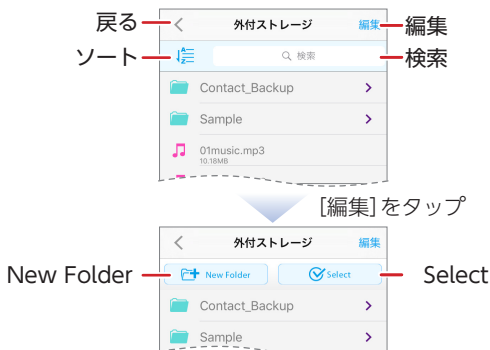 戻る
外付ストレージ
編集
編集
ソート
検索
検索
Contact_Backup
Sample
01music.mp3
10.18MB
[編集]をタップ
外付ストレージ
編集
New Folder
New Folder
Select
Select
Contact_Backup
Sample